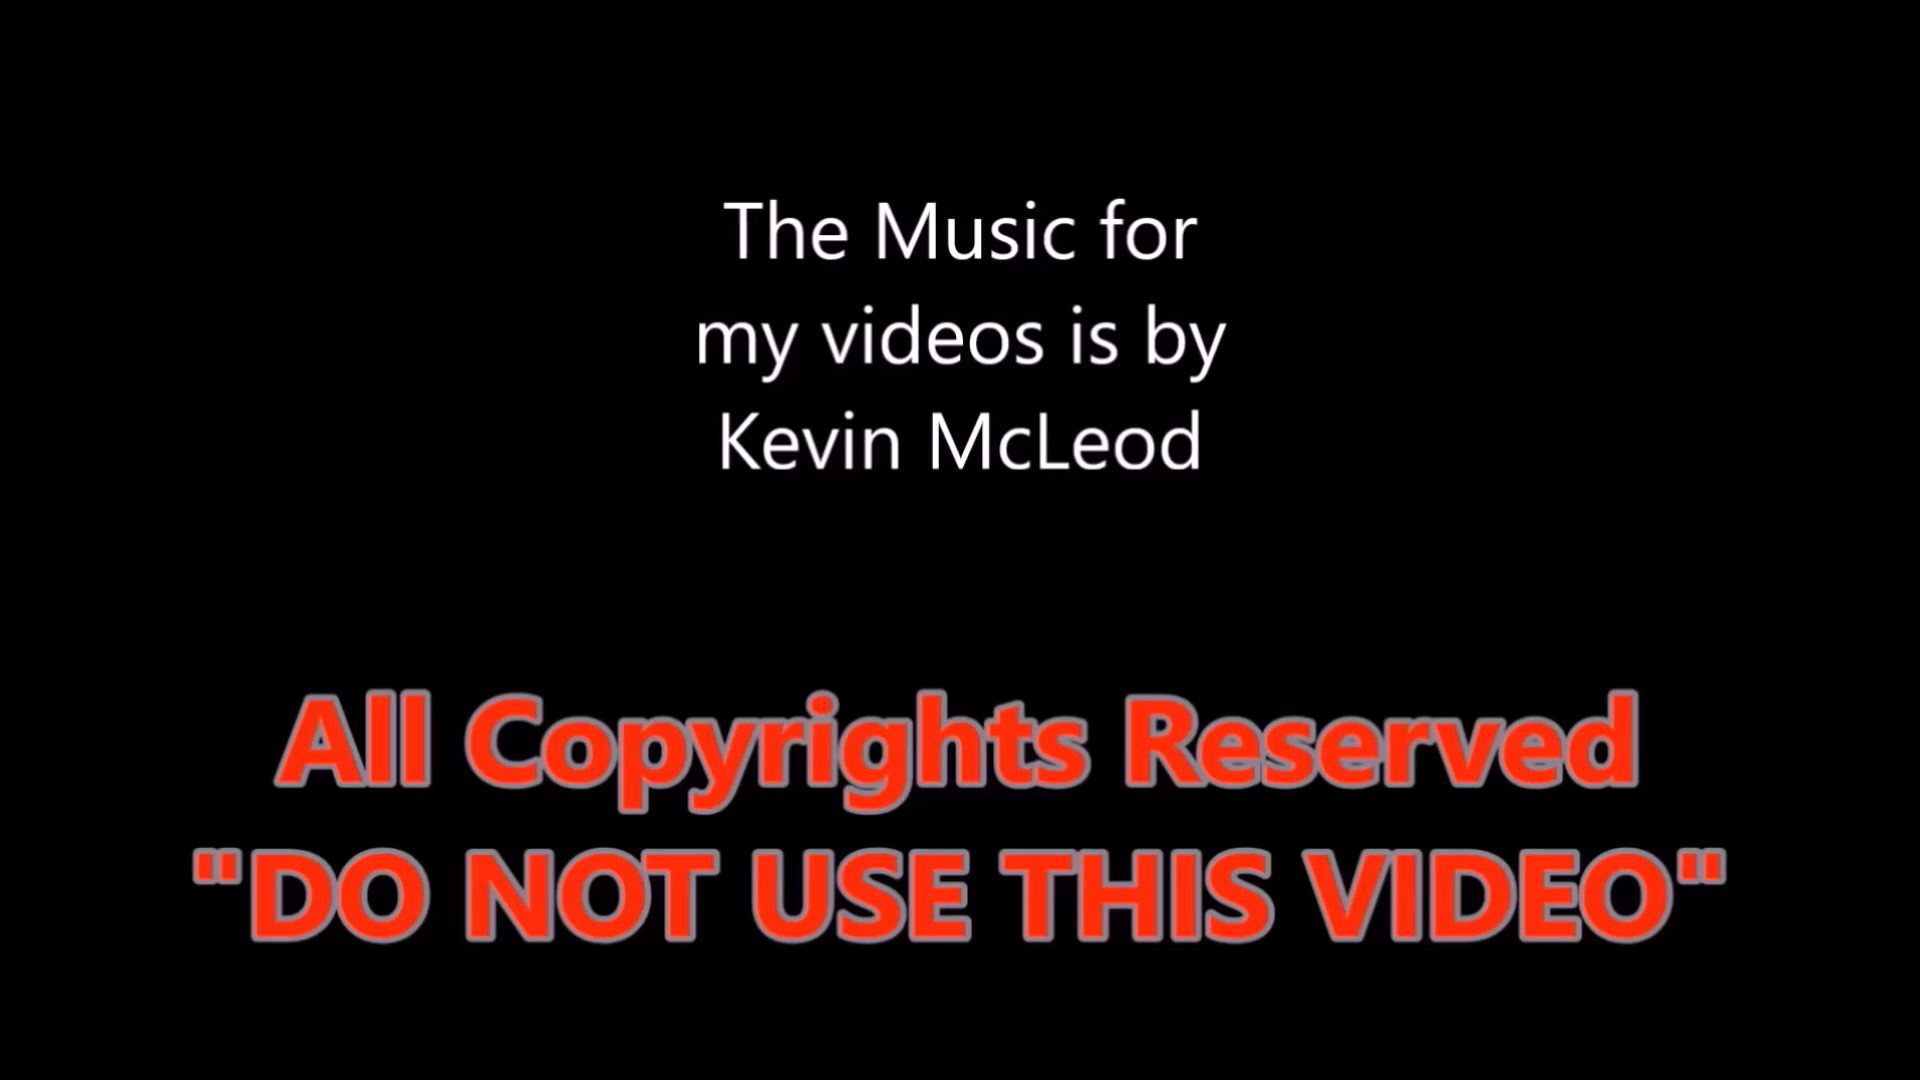 The Music for
my videos is by
Kevin McLeod
All Copyrights Reserved
"DO NOT USE THIS VIDEO"